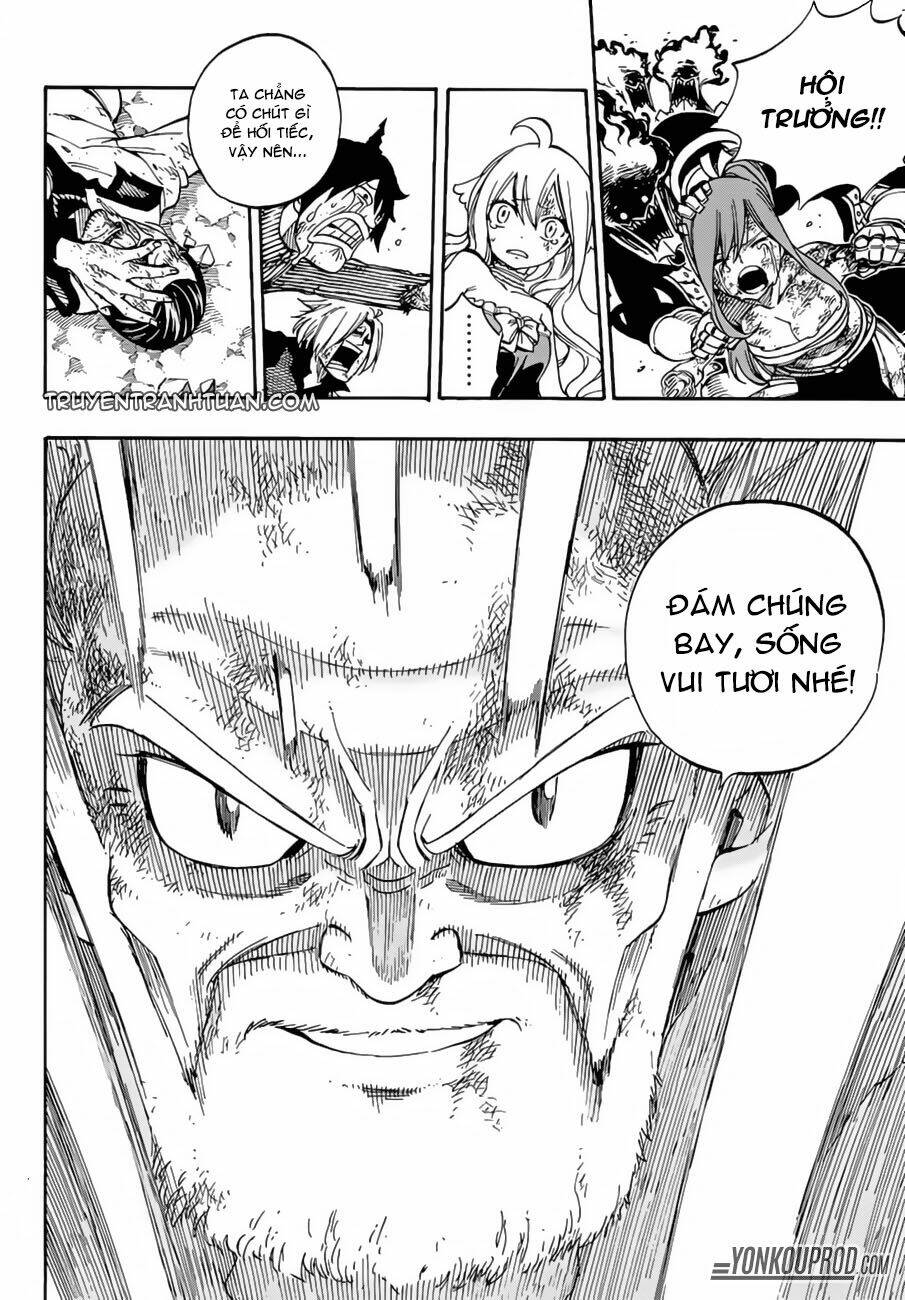 HỘI
TRƯỞNG!!
.........
TA CHẲNG
CÓ CHÚT GÌ
ĐỂ HỐI TIẾC,
VẬY NÊN...
TRUYENTRANHTUAN.COM
ĐÁM CHÚNG
BAY, SỐNG
VUI TƯƠI NHÉ!
YONKOUPROD.COM